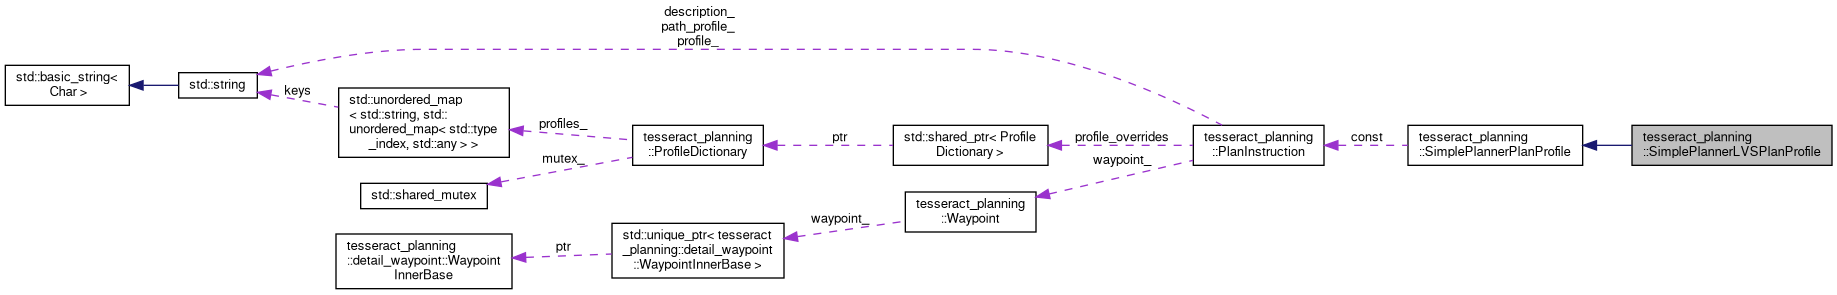 description_
path_profile_
profile_
std::basic_string<
Char >
std::string
keys
std::unordered_map
< std::string, std::
unordered_map< std::type
_index, std::any > >
profiles_
mutex_
std::shared_mutex
tesseract_planning
::ProfileDictionary
ptr
std::shared_ptr< Profile
Dictionary >
profile_overrides
waypoint_
tesseract_planning
::PlanInstruction
const
tesseract_planning
::SimplePlannerPlanProfile
tesseract_planning
::SimplePlannerLVSPlanProfile
tesseract_planning
::Waypoint
waypoint_
std::unique_ptr< tesseract
_planning::detail_waypoint
::WaypointInnerBase >
ptr
tesseract_planning
::detail_waypoint::Waypoint
InnerBase